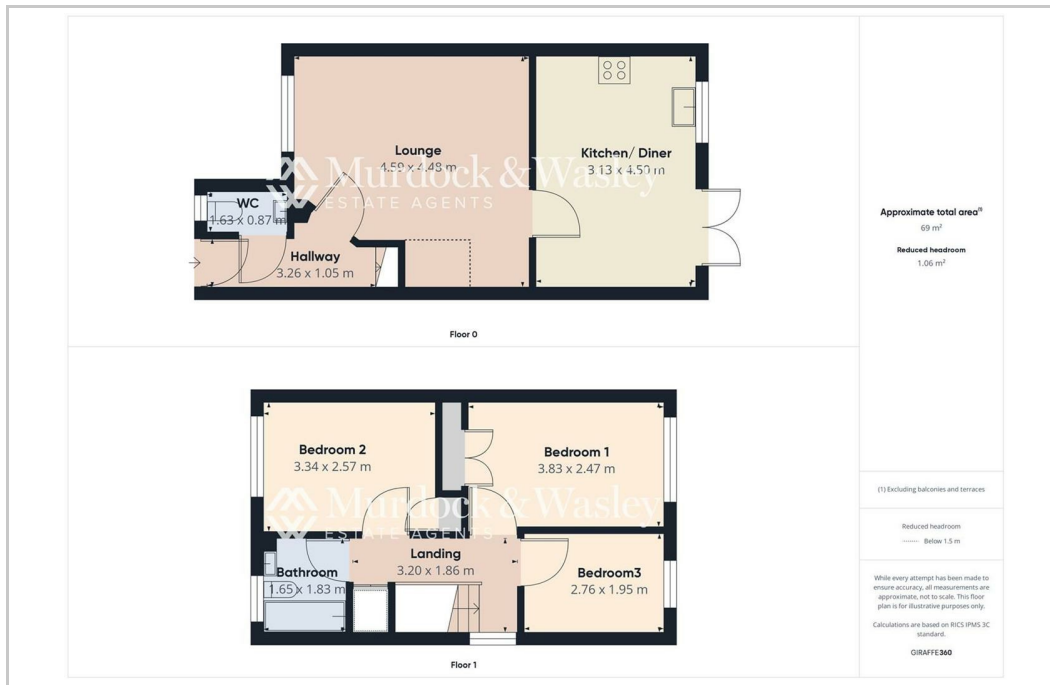 Lounge
4.59 x 4.48 m
Kitchen/ Diner
3.13 x 4.50 m
WC
1.63 x 0.87 m
Hallway
3.26 x 1.05 m
Murdock & Wasley
ESTATE AGENTS
Floor 0
Bedroom 2
3.34 x 2.57 m
Bedroom 1
3.83 x 2.47 m
Murdock & Wasley
ESTATE AGENTS
Landing
3.20 x 1.86 m
Bathroom
1.65 x 1.83 m
Bedroom3
2.76 x 1.95 m
Floor 1
Approximate total area(1)
69 m²
Reduced headroom
1.06 m²
(1) Excluding balconies and terraces
Reduced headroom
........ Below 1.5 m
While every attempt has been made to
ensure accuracy, all measurements are
approximate, not to scale. This floor
plan is for illustrative purposes only.
Calculations are based on RICS IPMS 3C
standard.
GIRAFFE360